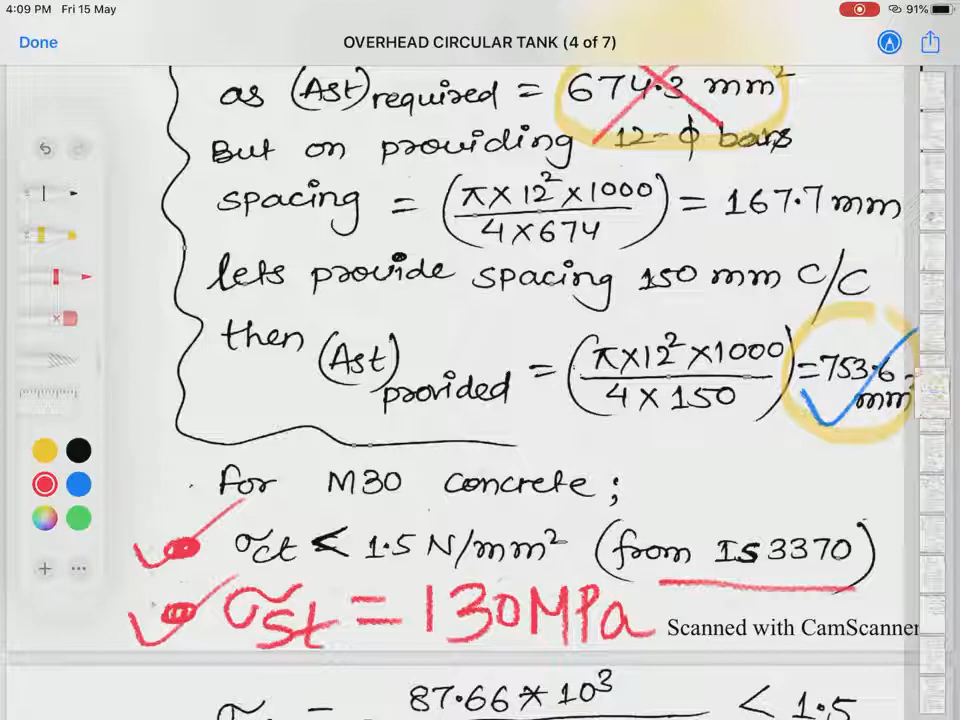 4:09 PM Fri 15 May 91%
Done OVERHEAD CIRCULAR TANK (4 of 7)
as (Ast)required = 674.3 mm²
But on providing 12-ϕ bars
spacing = (π×12²×1000 / 4×674) = 167.7mm
lets provide spacing 150 mm C/C
then (Ast)provided = (π×12²×1000 / 4×150) =753.6 mm²
for M30 concrete;
σct < 1.5 N/mm² (from IS 3370)
σst = 130MPa
Scanned with CamScanner
87.66 * 10³ < 1.5